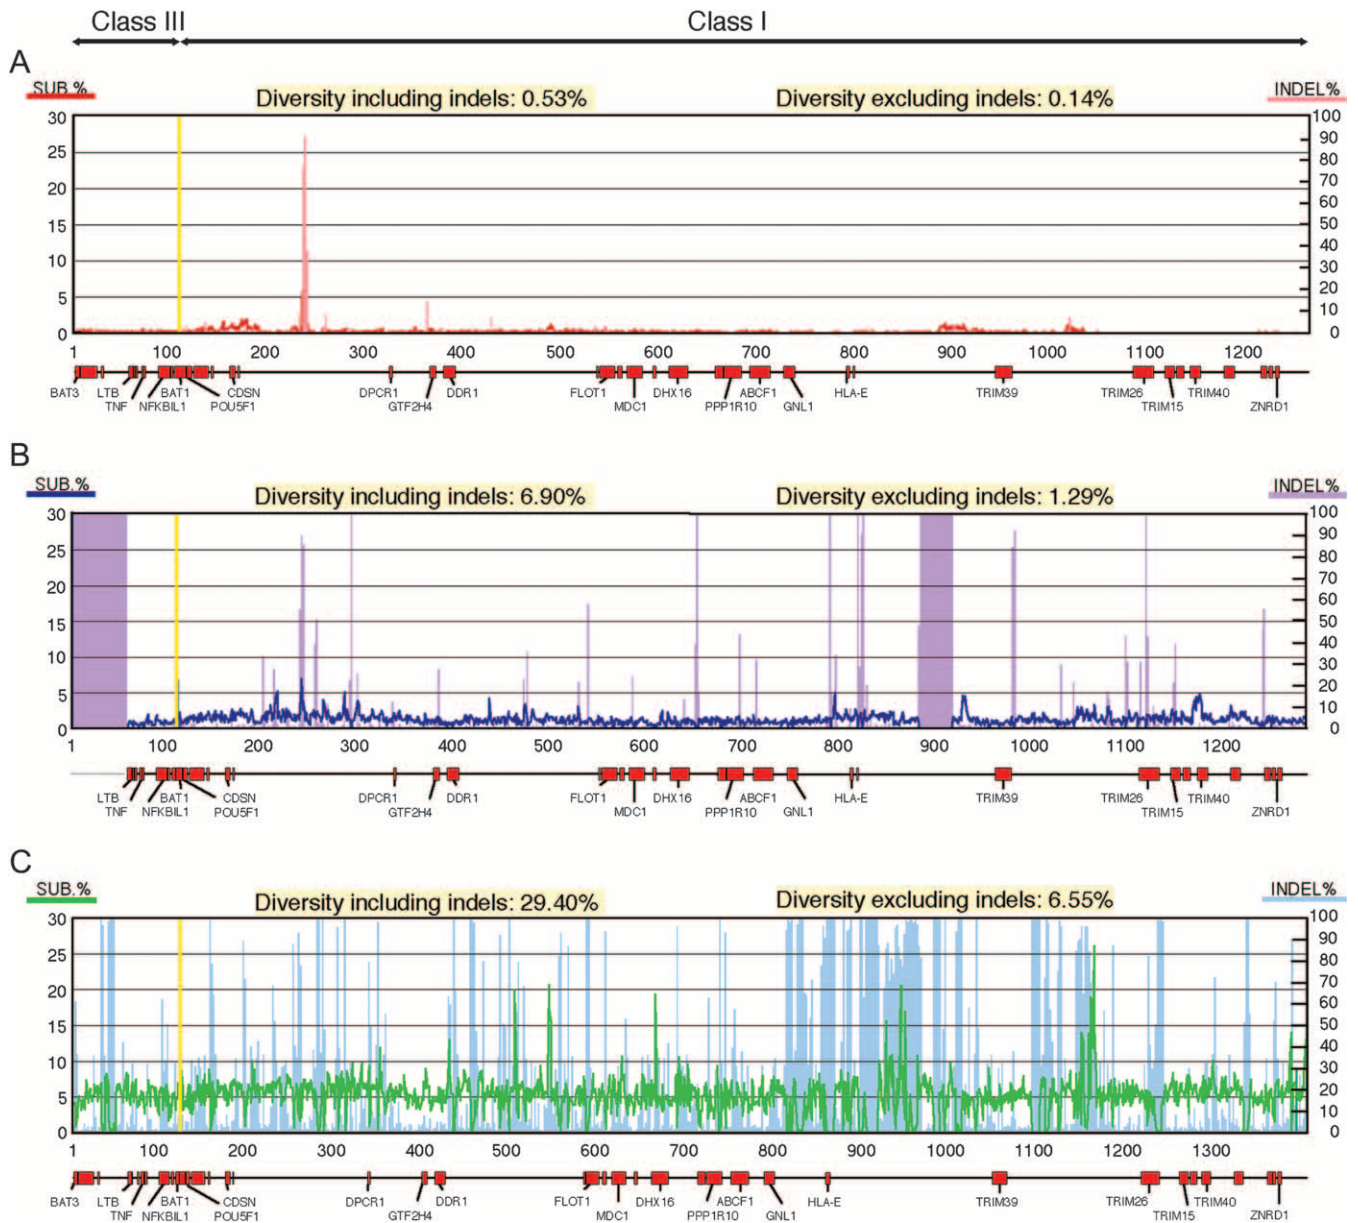 Class III Class I
A
SUB.% Diversity including indels: 0.53% Diversity excluding indels: 0.14% INDEL%
30 100
90
25 80
70
20 60
15 50
40
10 30
5 20
10
0 0
1 100 200 300 400 500 600 700 800 900 1000 1100 1200
BAT3 LTB BAT1 CDSN DPCR1 DDR1 FLOT1 DHX16 ABCF1 HLA-E TRIM39 TRIM26 TRIM40 ZNRD1
TNF NFKBIL1 POU5F1 GTF2H4 MDC1 PPP1R10 GNL1 TRIM15
B
SUB.% Diversity including indels: 6.90% Diversity excluding indels: 1.29% INDEL%
30 100
90
25 80
70
20 60
15 50
40
10 30
5 20
10
0 0
1 100 200 300 400 500 600 700 800 900 1000 1100 1200
LTB BAT1 CDSN DPCR1 DDR1 FLOT1 DHX16 ABCF1 HLA-E TRIM39 TRIM26 TRIM40 ZNRD1
TNF NFKBIL1 POU5F1 GTF2H4 MDC1 PPP1R10 GNL1 TRIM15
C
SUB.% Diversity including indels: 29.40% Diversity excluding indels: 6.55% INDEL%
30 100
90
25 80
70
20 60
15 50
40
10 30
5 20
10
0 0
1 100 200 300 400 500 600 700 800 900 1000 1100 1200 1300
BAT3 LTB BAT1 CDSN DPCR1 DDR1 FLOT1 DHX16 ABCF1 HLA-E TRIM39 TRIM26 TRIM40 ZNRD1
TNF NFKBIL1 POU5F1 GTF2H4 MDC1 PPP1R10 GNL1 TRIM15